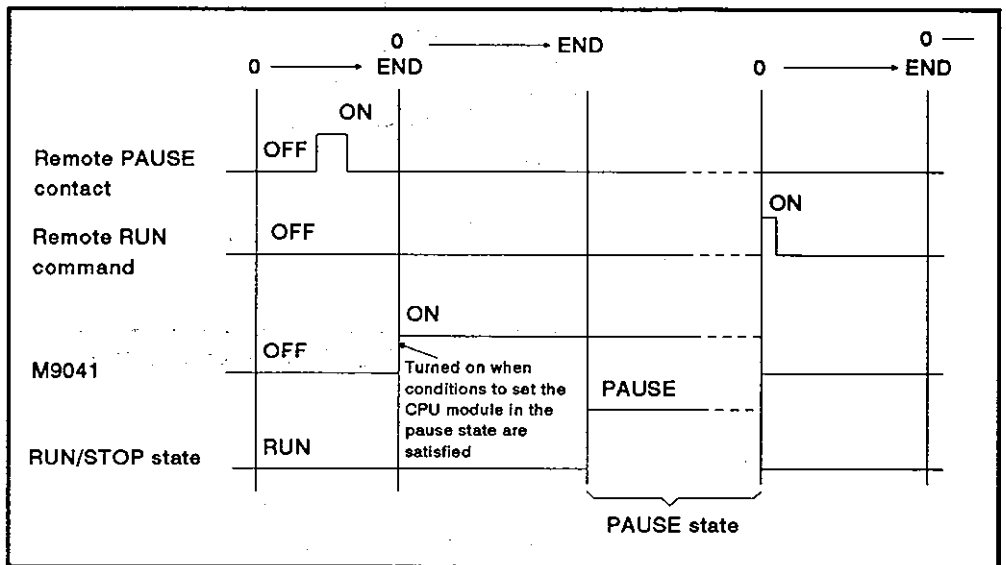 0 → END
0 —
0 → END
0 → END
ON
Remote PAUSE
contact
OFF
ON
Remote RUN
command
OFF
ON
M9041
OFF
Turned on when
conditions to set the
CPU module in the
pause state are
satisfied
PAUSE
RUN/STOP state
RUN
PAUSE state